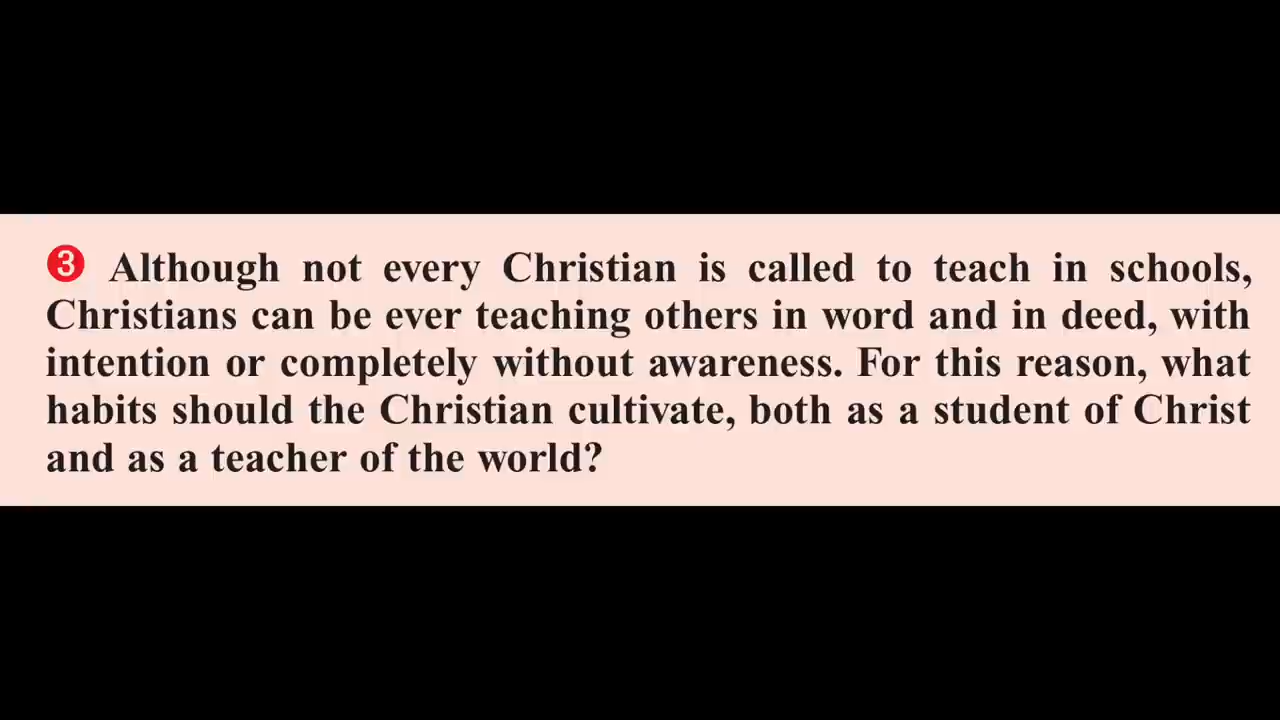 ❸ Although not every Christian is called to teach in schools,
Christians can be ever teaching others in word and in deed, with
intention or completely without awareness. For this reason, what
habits should the Christian cultivate, both as a student of Christ
and as a teacher of the world?